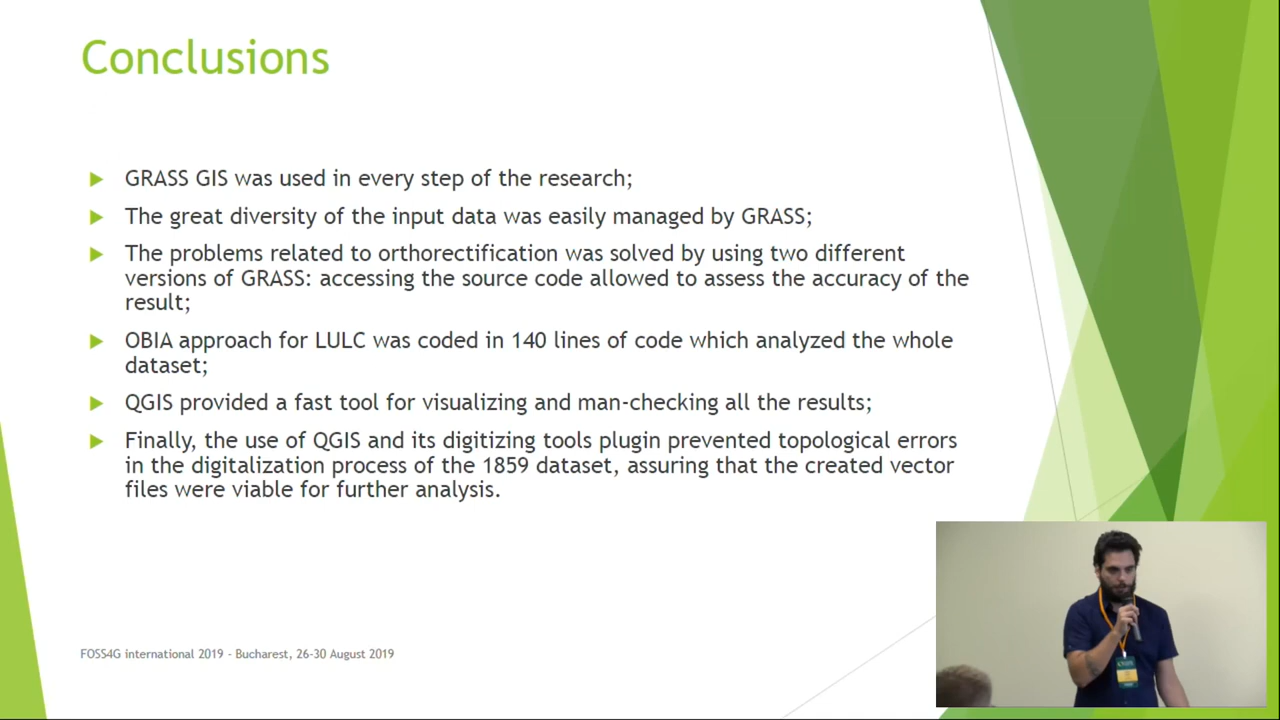 Conclusions
GRASS GIS was used in every step of the research;
The great diversity of the input data was easily managed by GRASS;
The problems related to orthorectification was solved by using two different
versions of GRASS: accessing the source code allowed to assess the accuracy of the
result;
OBIA approach for LULC was coded in 140 lines of code which analyzed the whole
dataset;
QGIS provided a fast tool for visualizing and man-checking all the results;
Finally, the use of QGIS and its digitizing tools plugin prevented topological errors
in the digitalization process of the 1859 dataset, assuring that the created vector
files were viable for further analysis.
FOSS4G international 2019 - Bucharest, 26-30 August 2019